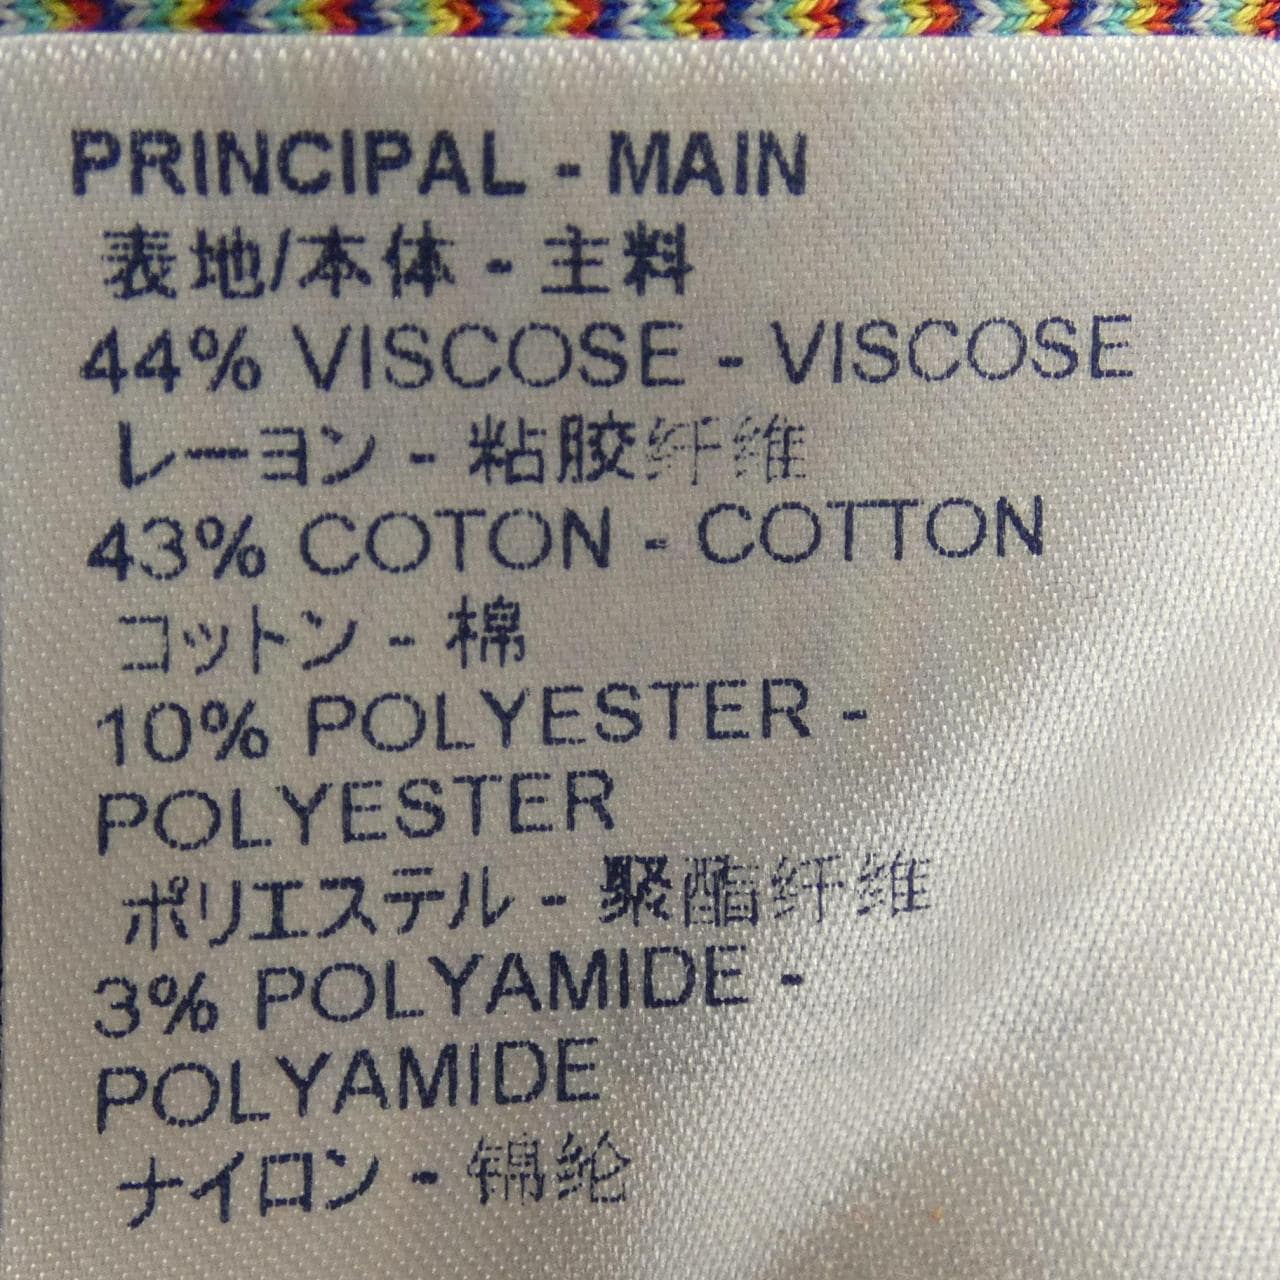 PRINCIPAL - MAIN
表地/本体 - 主料
44% VISCOSE - VISCOSE
レーヨン - 粘胶纤维
43% COTON - COTTON
コットン - 棉
10% POLYESTER -
POLYESTER
ポリエステル - 聚酯纤维
3% POLYAMIDE -
POLYAMIDE
ナイロン - 锦纶